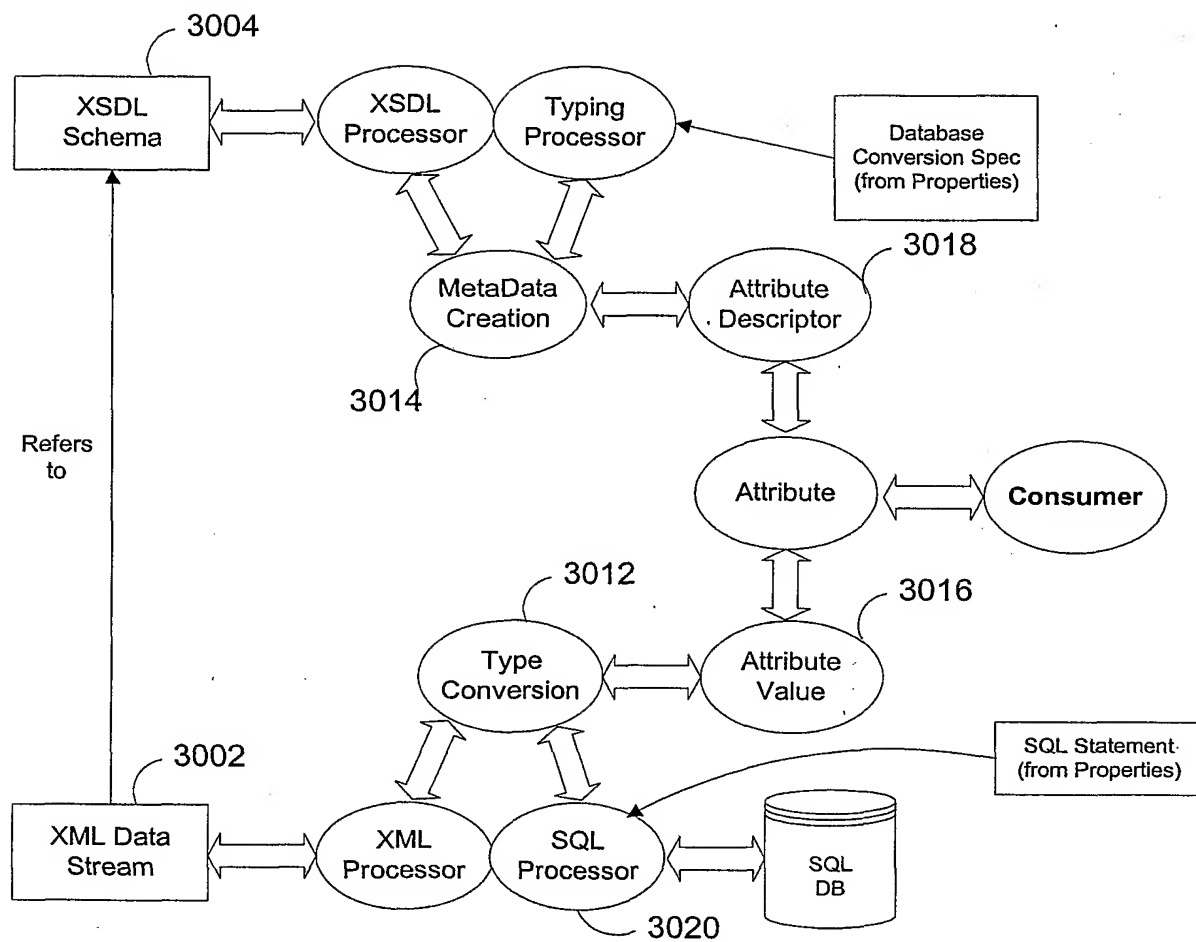 3004
XSDL
Schema
XSDL
Processor
Typing
Processor
Database
Conversion Spec
(from Properties)
3018
MetaData
Creation
Attribute
Descriptor
3014
Refers
to
Attribute
Consumer
3012
3016
Type
Conversion
Attribute
Value
3002
SQL Statement
(from Properties)
XML Data
Stream
XML
Processor
SQL
Processor
SQL
DB
3020